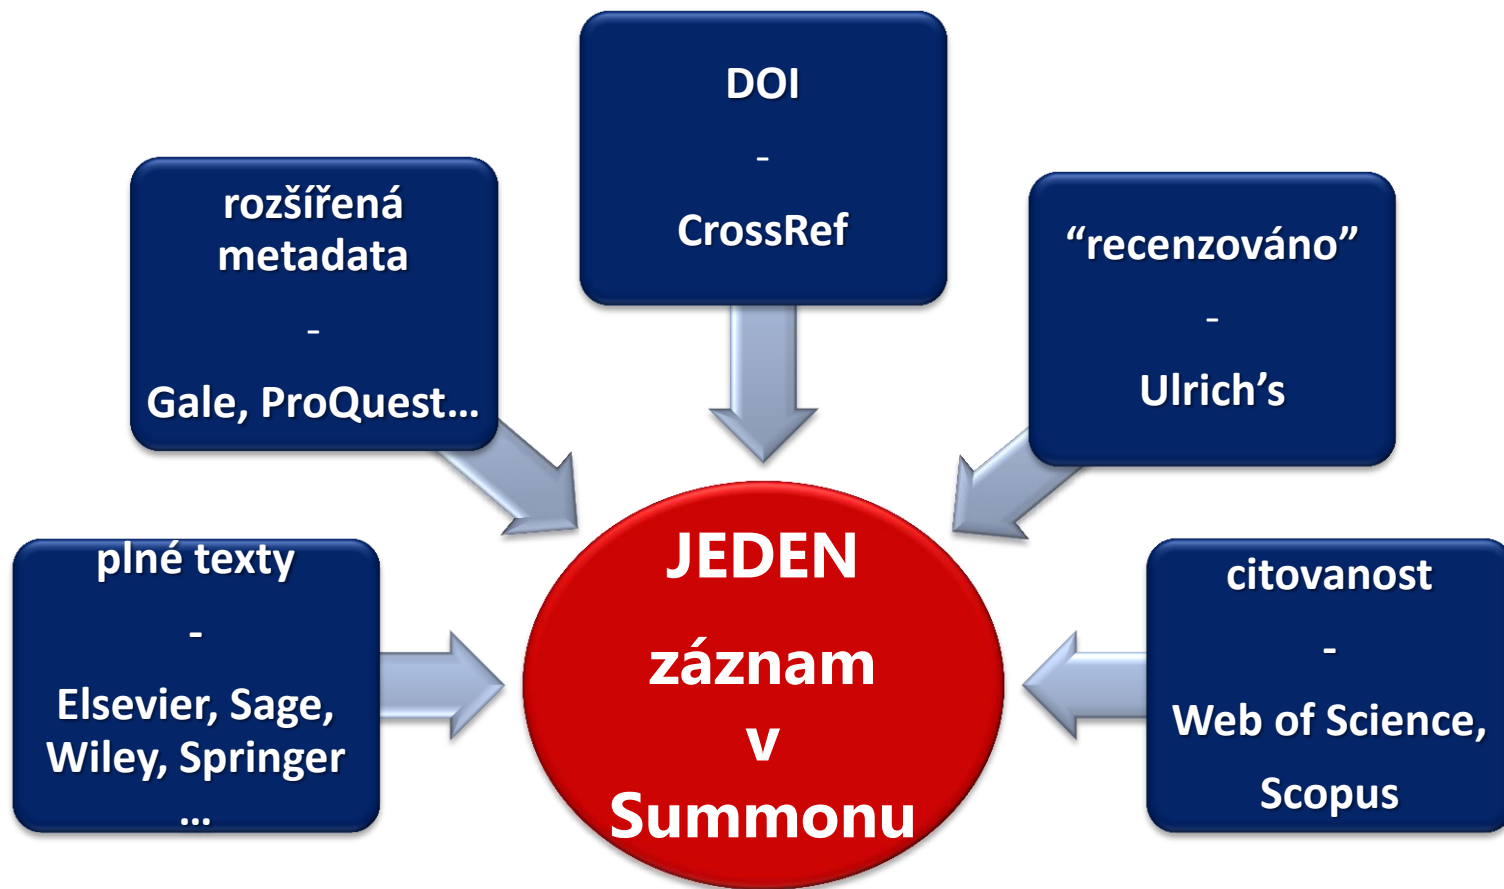 plné texty
-
Elsevier, Sage,
Wiley, Springer
…
rozšířená
metadata
-
Gale, ProQuest…
DOI
-
CrossRef
“recenzováno”
-
Ulrich’s
citovanost
-
Web of Science,
Scopus
JEDEN
záznam
v
Summonu